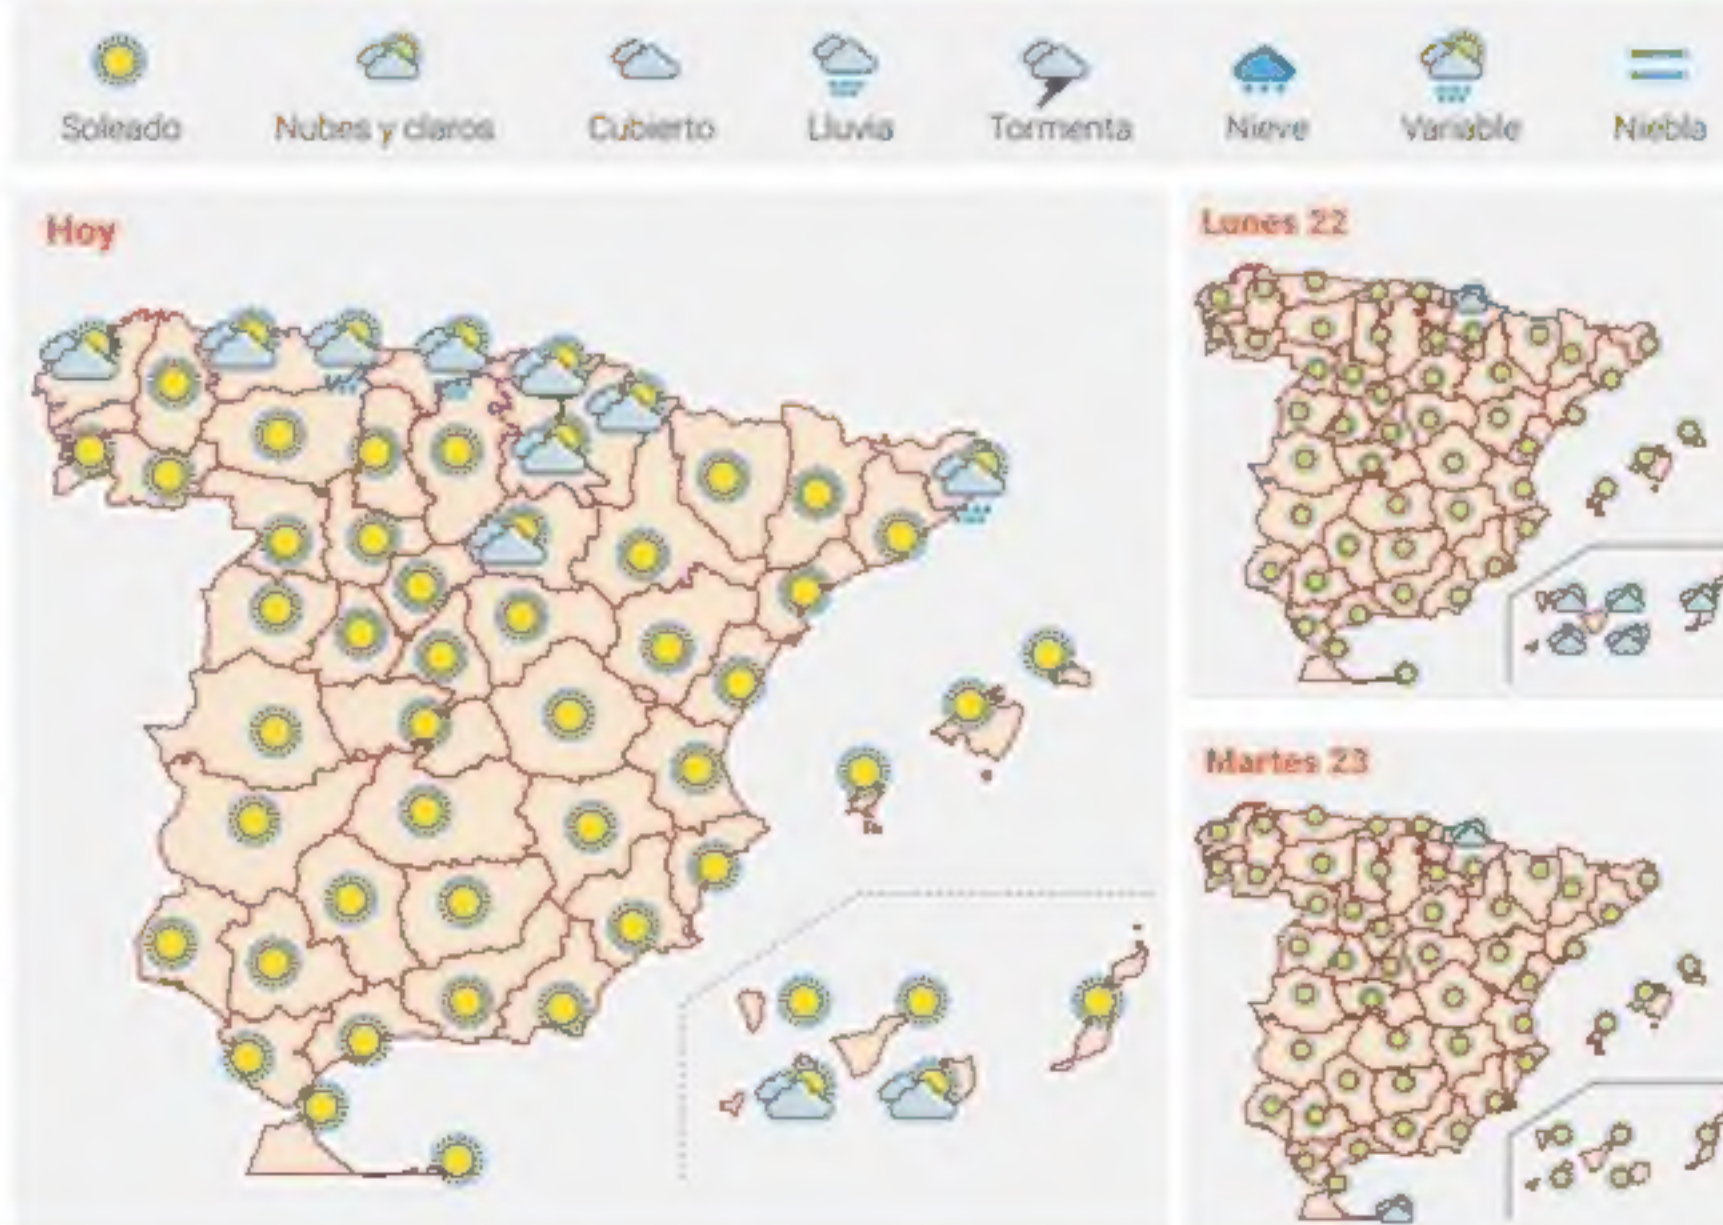 Soleado
Nubes y claros
Cubierto
Lluvia
Tormenta
Nieve
Variable
Niebla
Hoy
Lunes 22
Martes 23